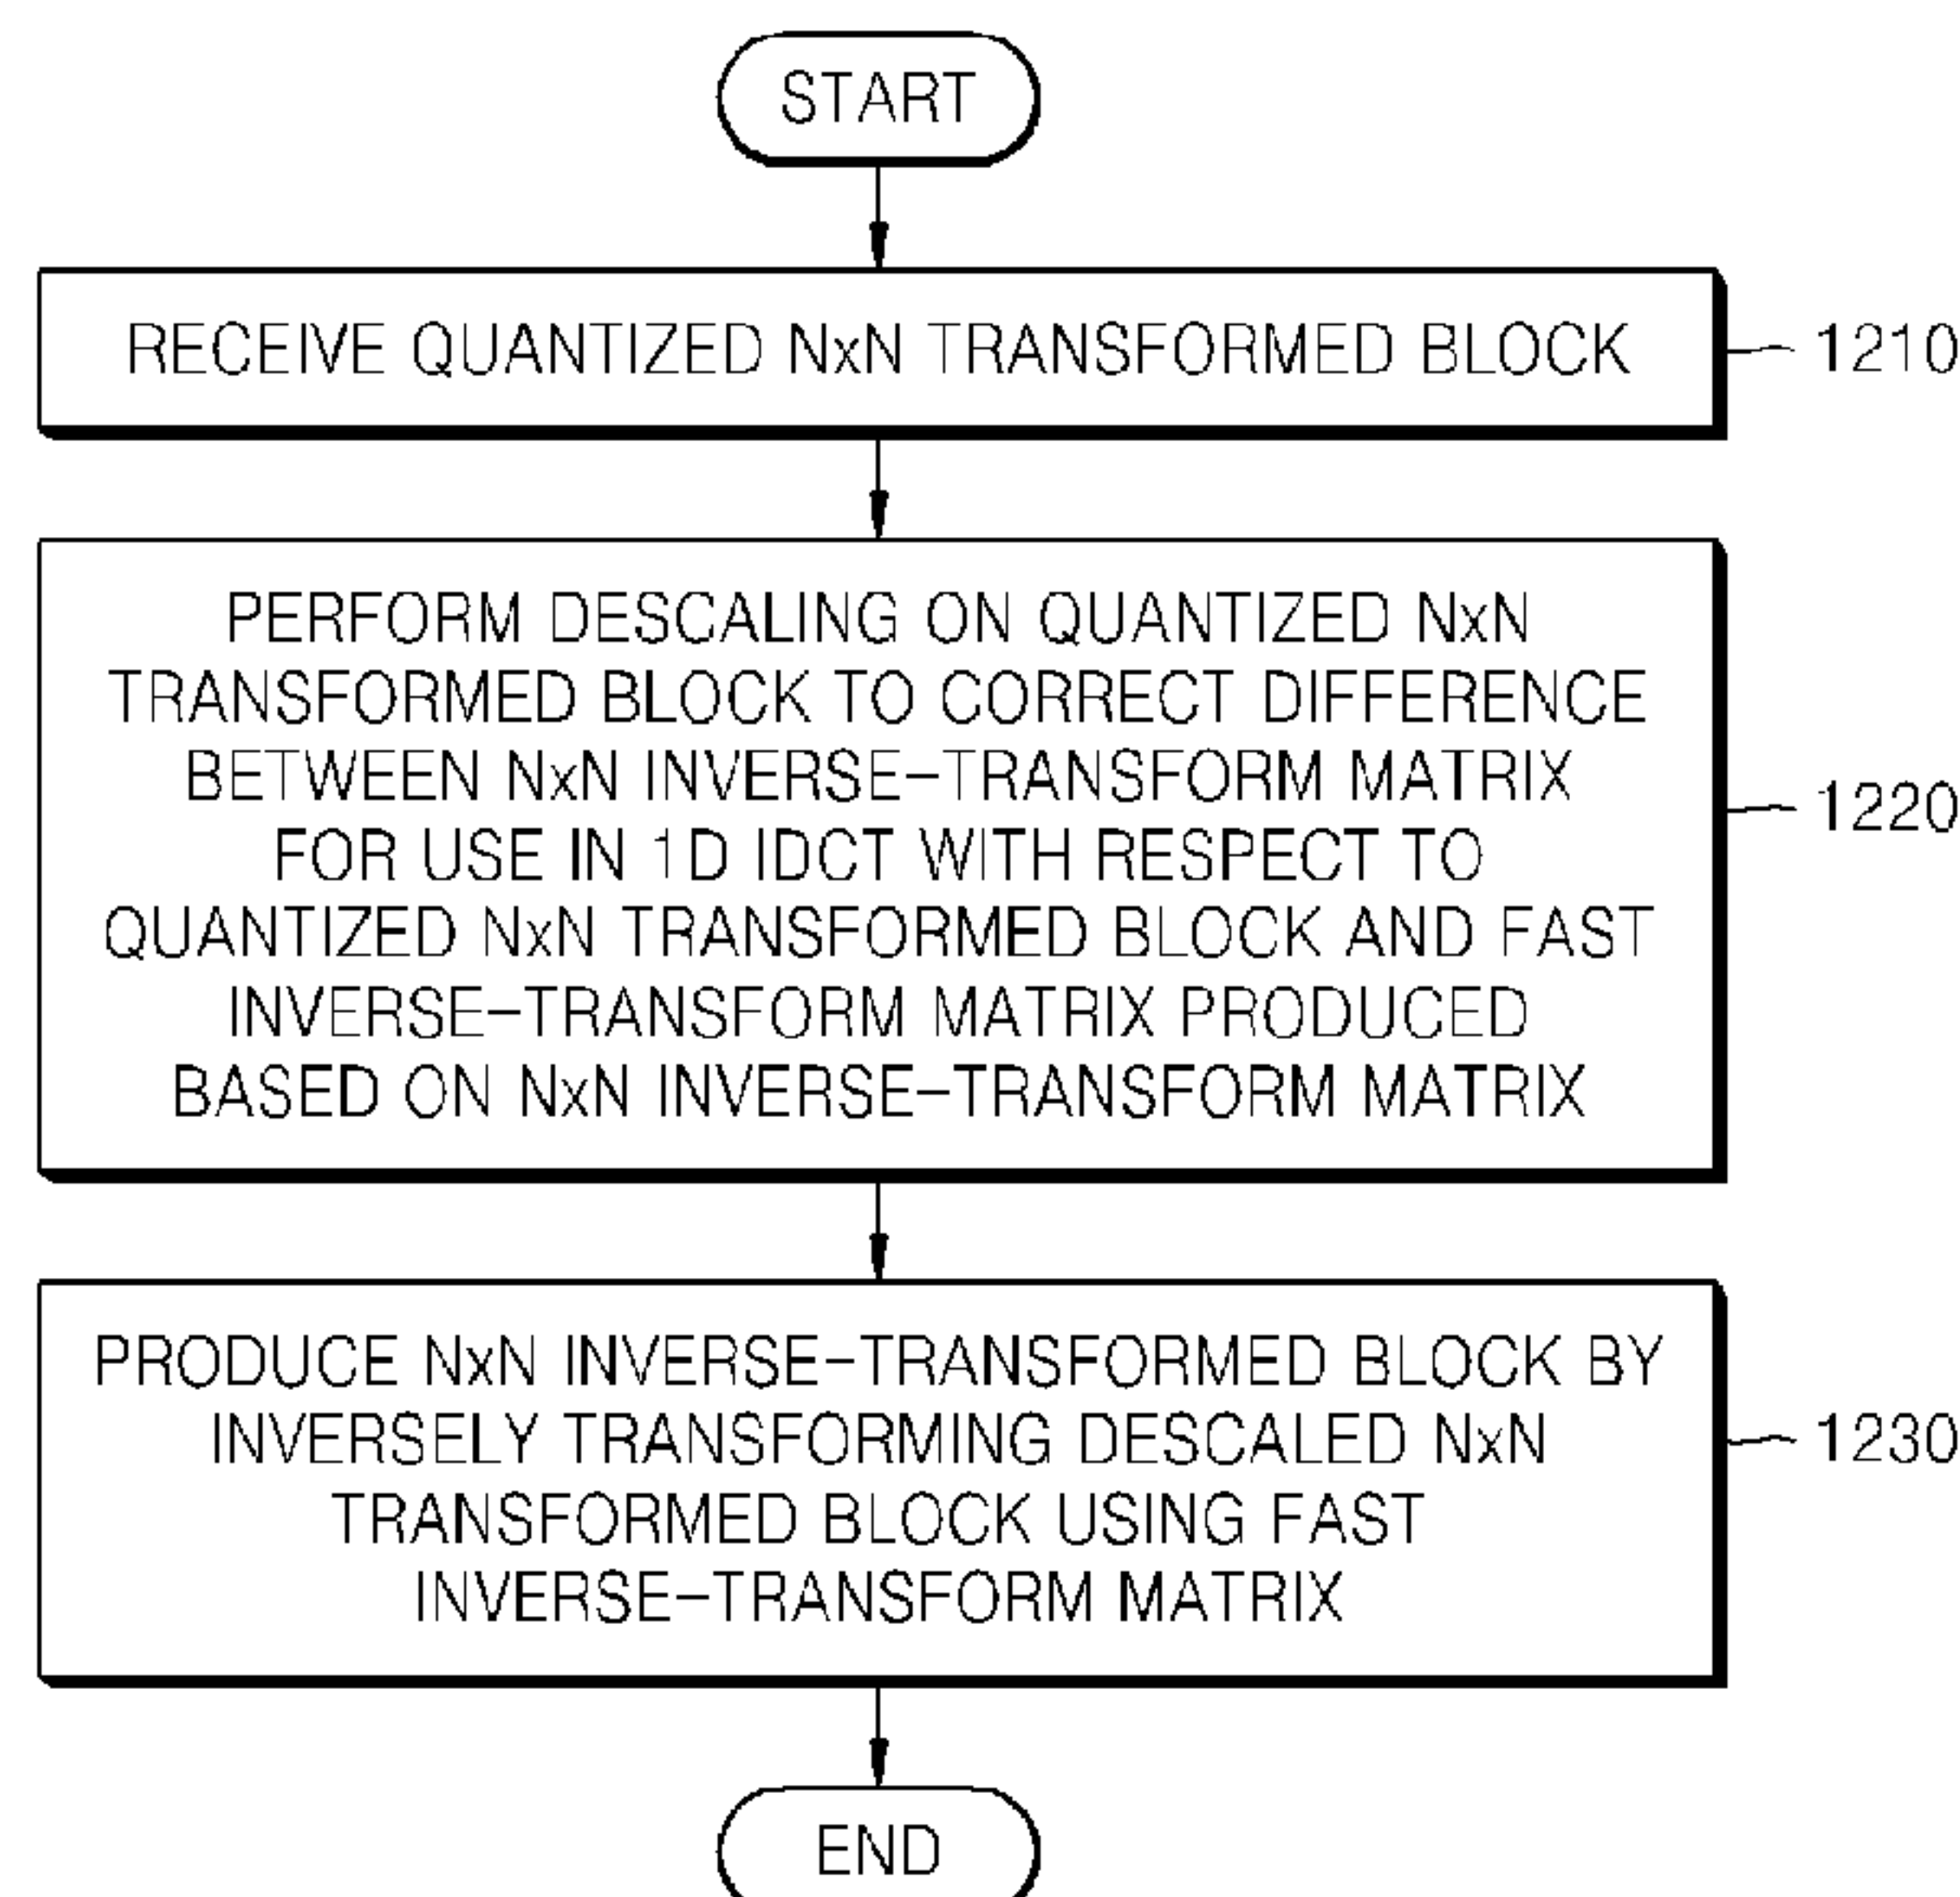 START
RECEIVE QUANTIZED NxN TRANSFORMED BLOCK
1210
PERFORM DESCALING ON QUANTIZED NxN
TRANSFORMED BLOCK TO CORRECT DIFFERENCE
BETWEEN NxN INVERSE-TRANSFORM MATRIX
FOR USE IN 1D IDCT WITH RESPECT TO
QUANTIZED NxN TRANSFORMED BLOCK AND FAST
INVERSE-TRANSFORM MATRIX PRODUCED
BASED ON NxN INVERSE-TRANSFORM MATRIX
1220
PRODUCE NxN INVERSE-TRANSFORMED BLOCK BY
INVERSELY TRANSFORMING DESCALED NxN
TRANSFORMED BLOCK USING FAST
INVERSE-TRANSFORM MATRIX
1230
END